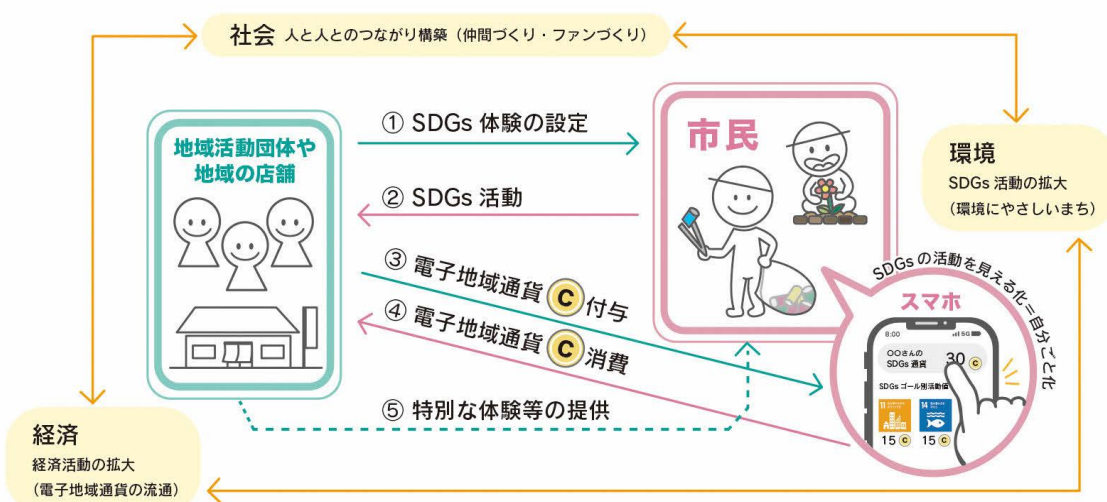 社会 人と人とのつながり構築（仲間づくり・ファンづくり）
地域活動団体や
地域の店舗
① SDGs 体験の設定
② SDGs 活動
③ 電子地域通貨 C 付与
④ 電子地域通貨 C 消費
⑤ 特別な体験等の提供
市民
環境
SDGs 活動の拡大
（環境にやさしいまち）
SDGsの活動を見える化＝自分ごと化
スマホ
8:00
5G
〇〇さんの
SDGs 通貨
30 C
SDGs ゴール別活動値
11
14
15 C
15 C
経済
経済活動の拡大
（電子地域通貨の流通）